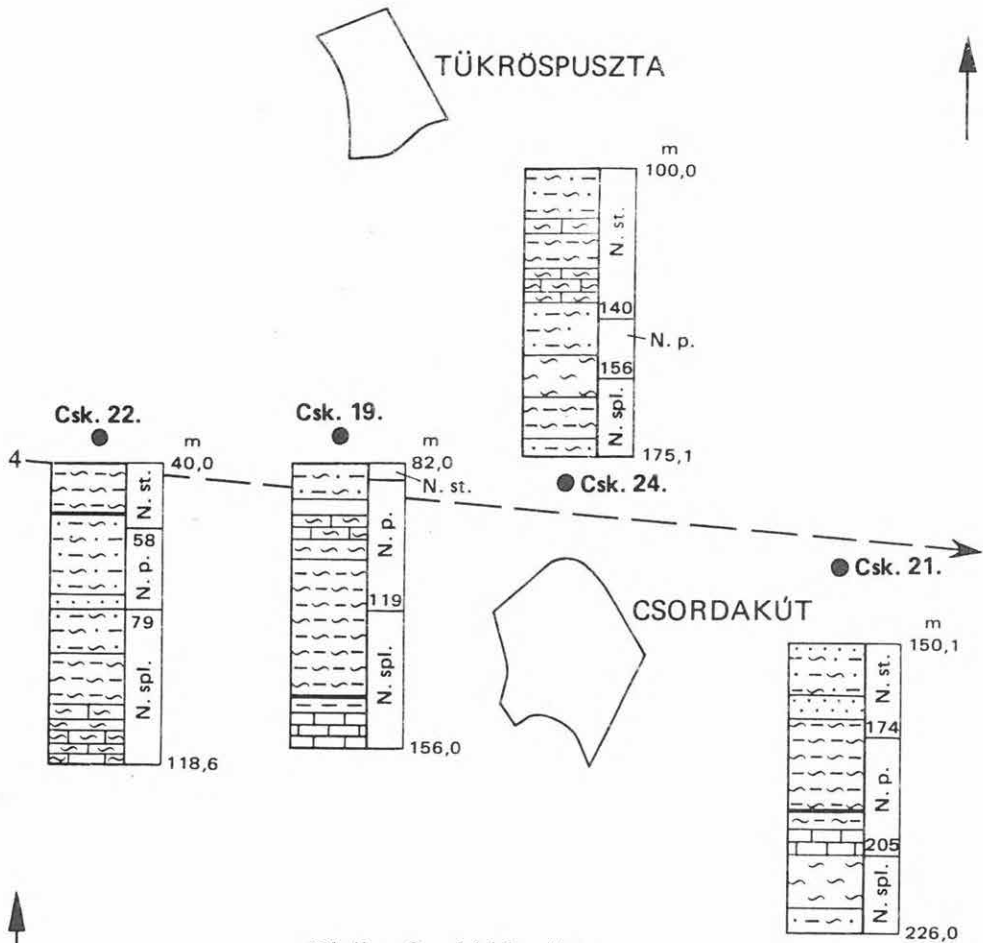 TÜKRÖSPUSZTA
m
100,0
N. st.
140
N. p.
156
N. spl.
175,1
Csk. 24.
Csk. 22.
m
4
40,0
N. st.
58
N. p.
79
N. spl.
118,6
Csk. 19.
m
82,0
N. st.
N. p.
119
N. spl.
156,0
CSORDAKÚT
Csk. 21.
m
150,1
N. st.
174
N. p.
205
N. spl.
226,0